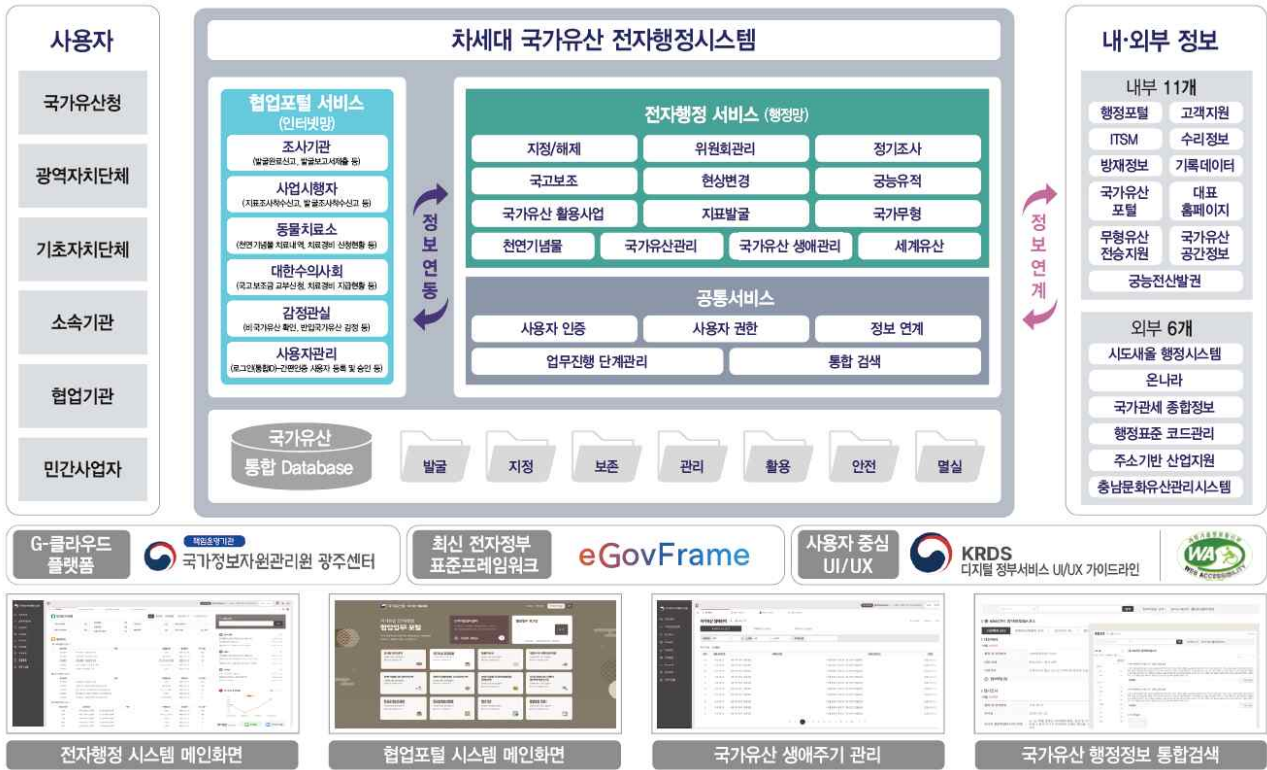 사용자
국가유산청
광역자치단체
기초자치단체
소속기관
협업기관
민간사업자
차세대 국가유산 전자행정시스템
협업포털 서비스
(인터넷망)
조사기관
(발굴완료신고, 발굴보고서제출 등)
사업시행자
(지표조사착수신고, 발굴조사착수신고 등)
동물치료소
(천연기념물 치료내역, 치료경비 신청현황 등)
대한수의사회
(국고보조금 교부신청, 치료경비 지급현황 등)
감정관실
(비국가유산 확인, 반입국가유산 감정 등)
사용자관리
(로그인(통합ID)-간편인증 사용자 등록 및 승인 등)
정보연동
전자행정 서비스 (행정망)
지정/해제
위원회관리
정기조사
국고보조
현상변경
궁능유적
국가유산 활용사업
지표발굴
국가무형
천연기념물
국가유산관리
국가유산 생애관리
세계유산
공통서비스
사용자 인증
사용자 권한
정보 연계
업무진행 단계관리
통합 검색
국가유산
통합 Database
발굴
지정
보존
관리
활용
안전
멸실
정보연계
내·외부 정보
내부 11개
행정포털
고객지원
ITSM
수리정보
방재정보
기록데이터
국가유산
포털
대표
홈페이지
무형유산
전승지원
국가유산
공간정보
궁능전산발권
외부 6개
시도새올 행정시스템
온나라
국가관세 종합정보
행정표준 코드관리
주소기반 산업지원
충남문화유산관리시스템
G-클라우드
플랫폼
책임운영기관
국가정보자원관리원 광주센터
최신 전자정부
표준프레임워크
eGovFrame
사용자 중심
UI/UX
KRDS
디지털 정부서비스 UI/UX 가이드라인
WA
WEB ACCESSIBILITY
협업업무 포털
전자행정 시스템 메인화면
협업포털 시스템 메인화면
국가유산 생애주기 관리
국가유산 행정정보 통합검색